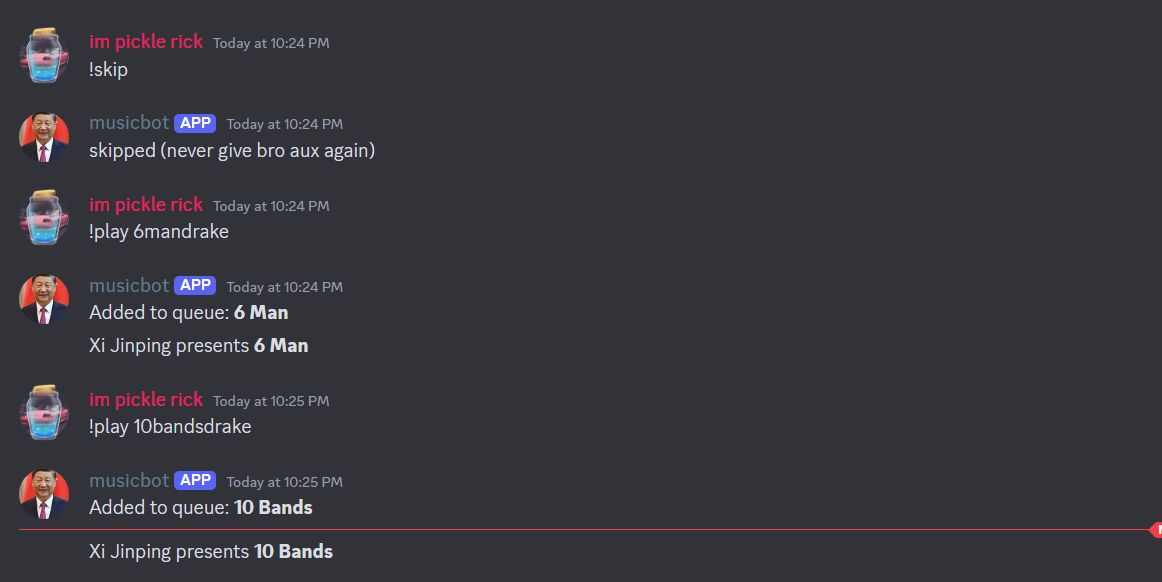 im pickle rick Today at 10:24 PM
!skip
musicbot APP Today at 10:24 PM
skipped (never give bro aux again)
im pickle rick Today at 10:24 PM
!play 6mandrake
musicbot APP Today at 10:24 PM
Added to queue: 6 Man
Xi Jinping presents 6 Man
im pickle rick Today at 10:25 PM
!play 10bandsdrake
musicbot APP Today at 10:25 PM
Added to queue: 10 Bands
Xi Jinping presents 10 Bands